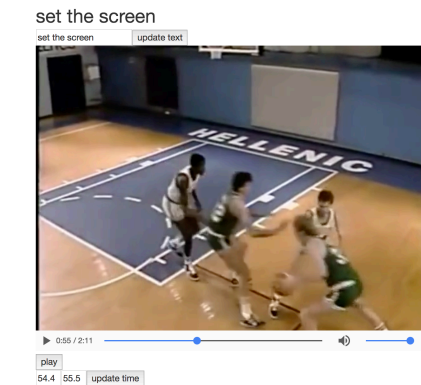 set the screen
set the screen update text
HELLENIC
0:55 / 2:11
play
54.4 55.5 update time